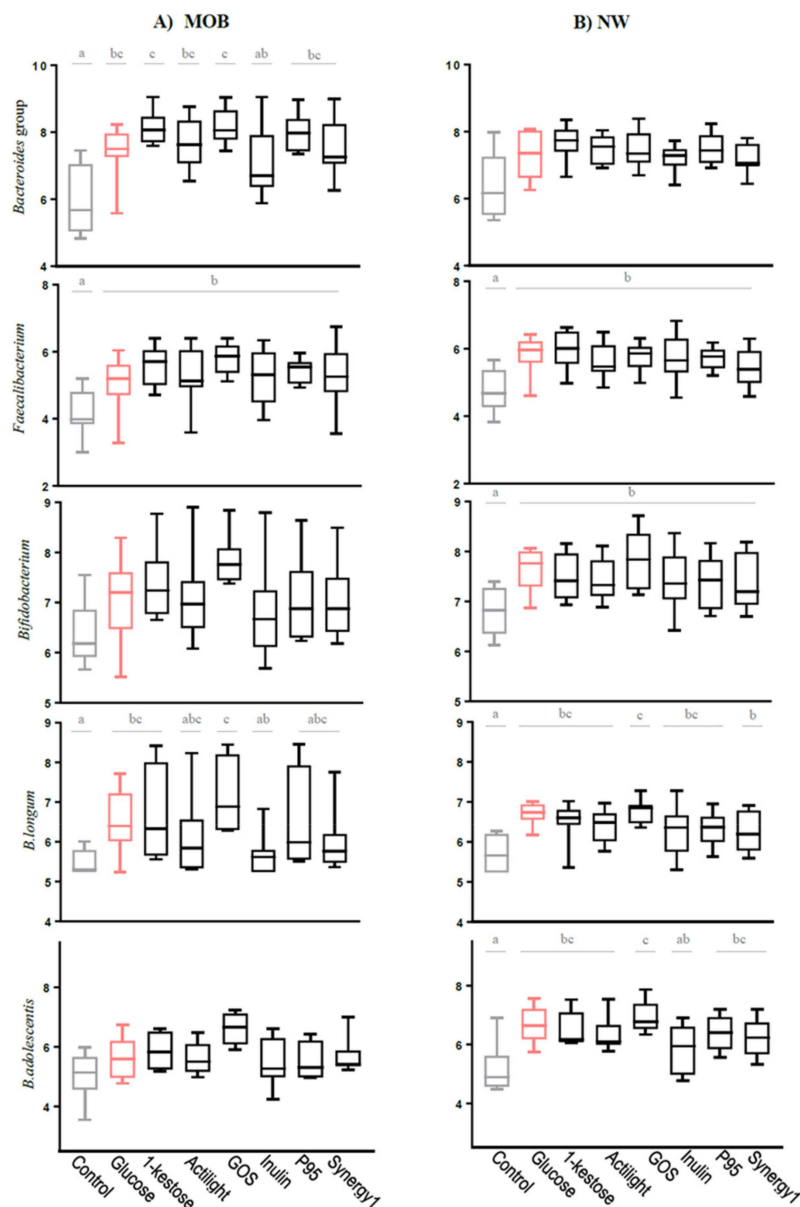 A) MOB
B) NW
a bc c bc c ab bc
Bacteroides group
10
8
6
4
10
8
6
4
a b
Faecalibacterium
8
6
4
2
a b
8
6
4
2
Bifidobacterium
9
8
7
6
5
a b
9
8
7
6
5
a bc abc c ab abc
B.longum
9
8
7
6
5
4
a bc c bc b
9
8
7
6
5
4
B.adolescentis
8
6
4
a bc c ab bc
8
6
4
Control
Glucose
1-kestose
Actilight
GOS
Inulin
P95
Synergy1
Control
Glucose
1-kestose
Actilight
GOS
Inulin
P95
Synergy1